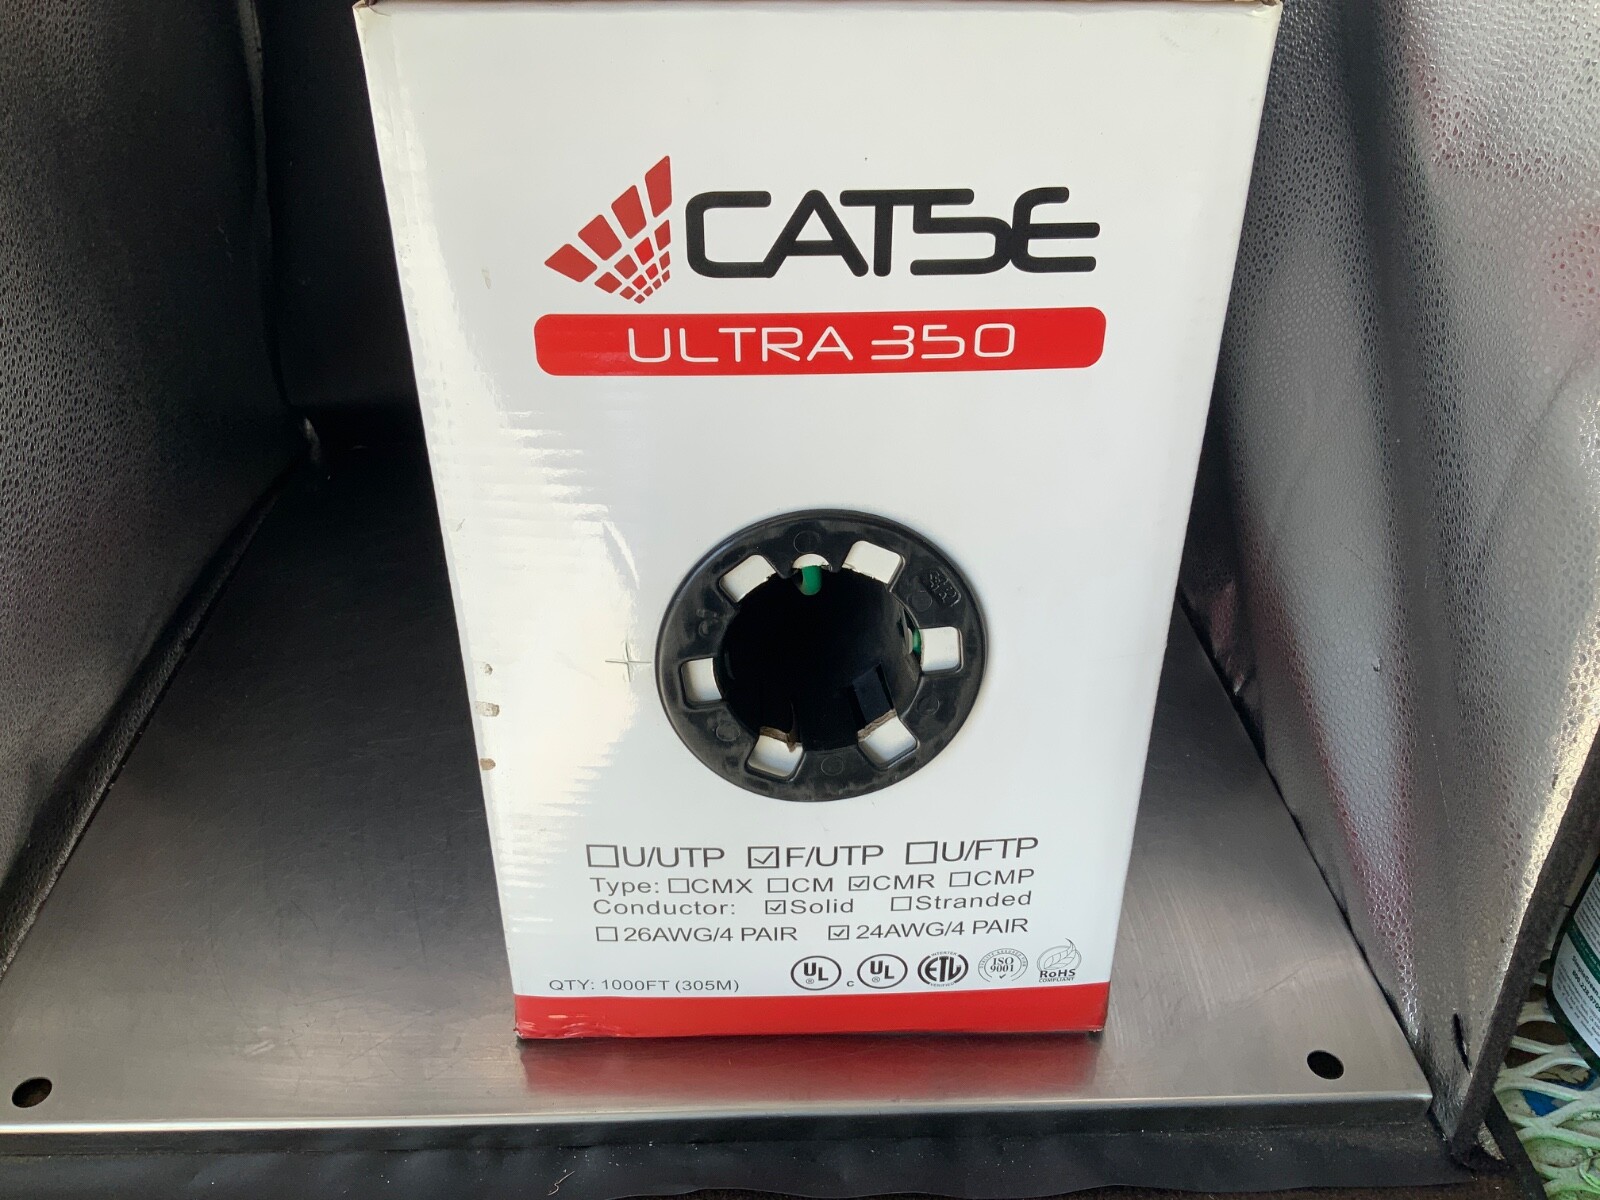 CAT5E
ULTRA 350
☐U/UTP ☑F/UTP ☐U/FTP
Type: ☐CMX ☐CM ☑CMR ☐CMP
Conductor: ☑Solid ☐Stranded
☐ 26AWG/4 PAIR ☑ 24AWG/4 PAIR
QTY: 1000FT (305M)
UL ® c UL ® ETL ISO 9001 RoHS COMPLIANT